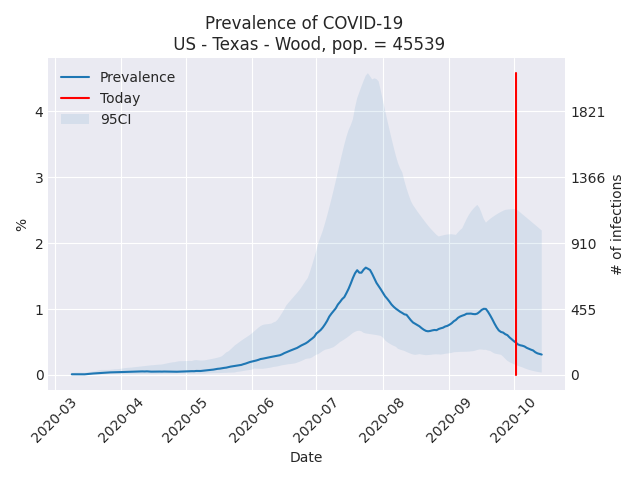 Prevalence of COVID-19
US - Texas - Wood, pop. = 45539
Prevalence
Today
95CI
4
3
2
1
0
%
1821
1366
910
455
0
# of infections
2020-03
2020-04
2020-05
2020-06
2020-07
2020-08
2020-09
2020-10
Date